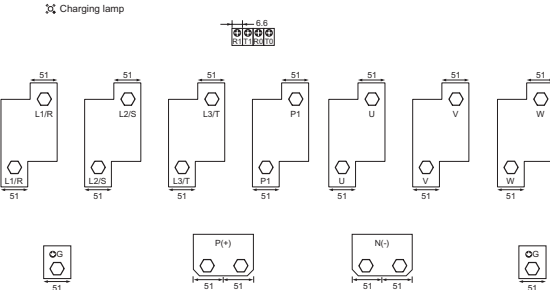 Charging lamp
6.6
R1 T1 R0 T0
51 51 51 51 51 51 51
L1/R L2/S L3/T P1 U V W
L1/R L2/S L3/T P1 U V W
51 51 51 51 51 51 51
G P(+) N(-) G
51 51 51 51 51 51